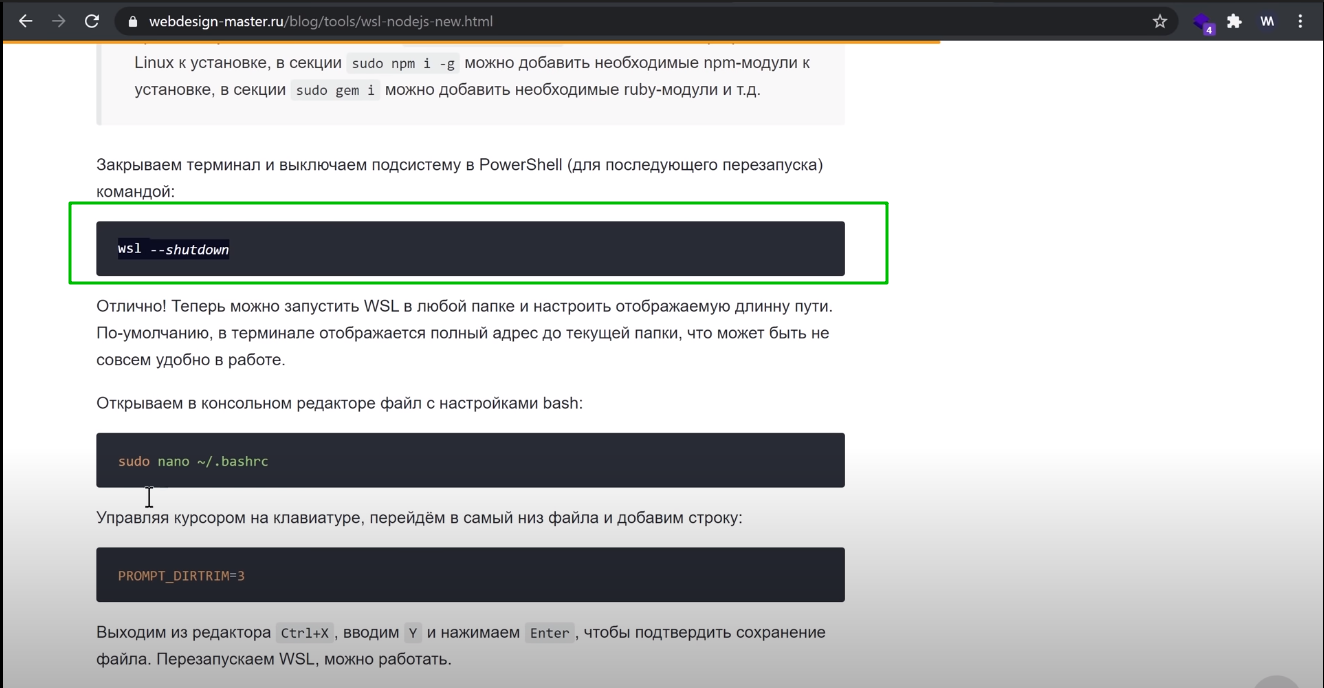 webdesign-master.ru/blog/tools/wsl-nodejs-new.html
4
Linux к установке, в секции sudo npm i -g можно добавить необходимые npm-модули к
установке, в секции sudo gem i можно добавить необходимые ruby-модули и т.д.
Закрываем терминал и выключаем подсистему в PowerShell (для последующего перезапуска)
командой:
wsl --shutdown
Отлично! Теперь можно запустить WSL в любой папке и настроить отображаемую длинну пути.
По-умолчанию, в терминале отображается полный адрес до текущей папки, что может быть не
совсем удобно в работе.
Открываем в консольном редакторе файл с настройками bash:
sudo nano ~/.bashrc
Управляя курсором на клавиатуре, перейдём в самый низ файла и добавим строку:
PROMPT_DIRTRIM=3
Выходим из редактора Ctrl+X, вводим Y и нажимаем Enter, чтобы подтвердить сохранение
файла. Перезапускаем WSL, можно работать.